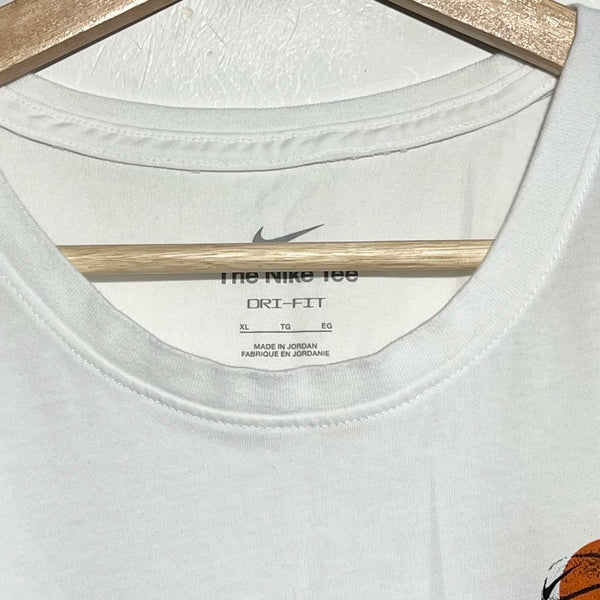 The Nike Tee
DRI-FIT
XL TG EG
MADE IN JORDAN
FABRIQUE EN JORDANIE